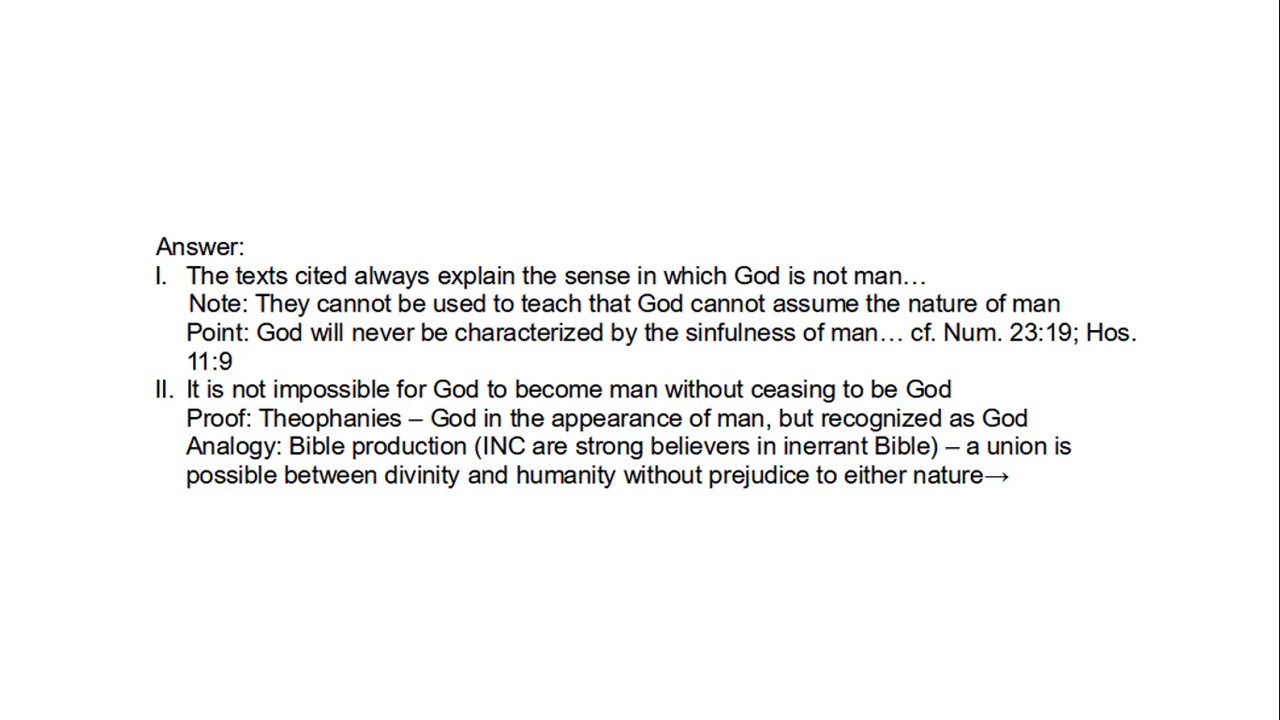 Answer:
I. The texts cited always explain the sense in which God is not man…
Note: They cannot be used to teach that God cannot assume the nature of man
Point: God will never be characterized by the sinfulness of man… cf. Num. 23:19; Hos.
11:9
II. It is not impossible for God to become man without ceasing to be God
Proof: Theophanies – God in the appearance of man, but recognized as God
Analogy: Bible production (INC are strong believers in inerrant Bible) – a union is
possible between divinity and humanity without prejudice to either nature→